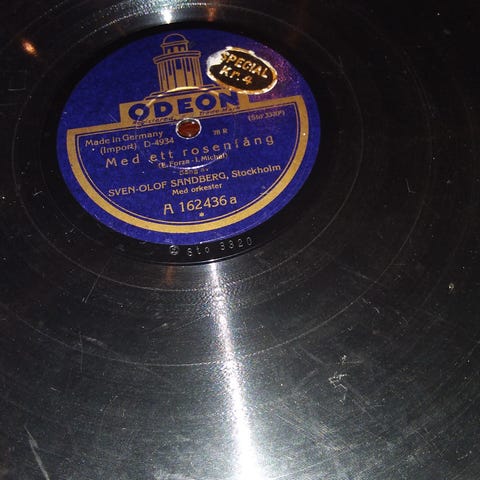 SPECIAL
Kr. 4
ODEON
Made in Germany
(Import) D-4934
78 R
(Sto 3320)
Med ett rosenfång
(E. Forza - I. Michaj)
Sång a.
SVEN-OLOF SANDBERG, Stockholm
Med orkester
A 162436 a
*
Sto 3320